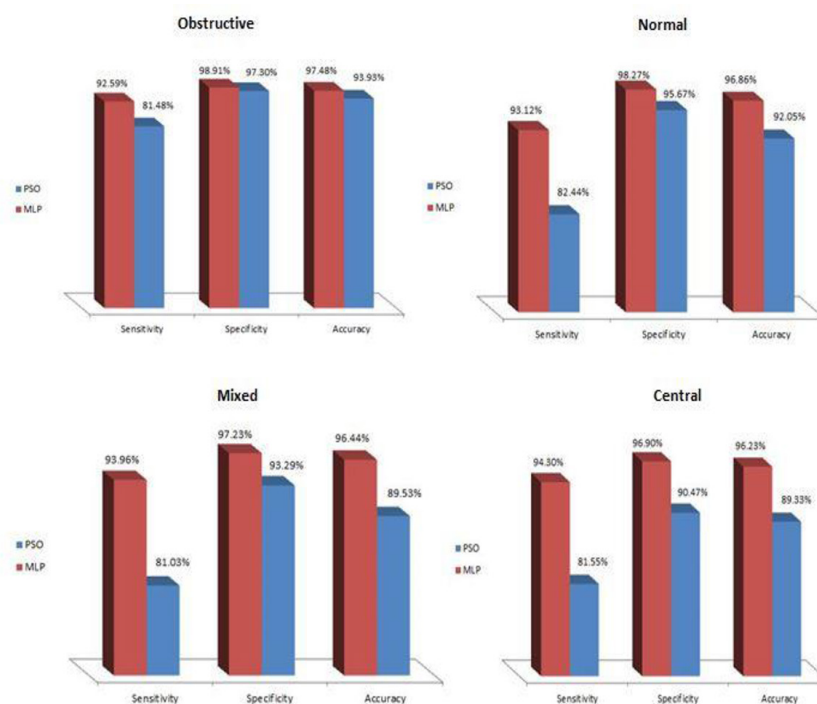 Obstructive
92.59%
81.48%
98.91%
97.30%
97.48%
93.93%
PSO
MLP
Sensitivity
Specificity
Accuracy
Normal
93.12%
82.44%
98.27%
95.67%
96.86%
92.05%
PSO
MLP
Sensitivity
Specificity
Accuracy
Mixed
93.96%
81.03%
97.23%
93.29%
96.44%
89.53%
PSO
MLP
Sensitivity
Specificity
Accuracy
Central
94.30%
81.55%
96.90%
90.47%
96.23%
89.33%
PSO
MLP
Sensitivity
Specificity
Accuracy